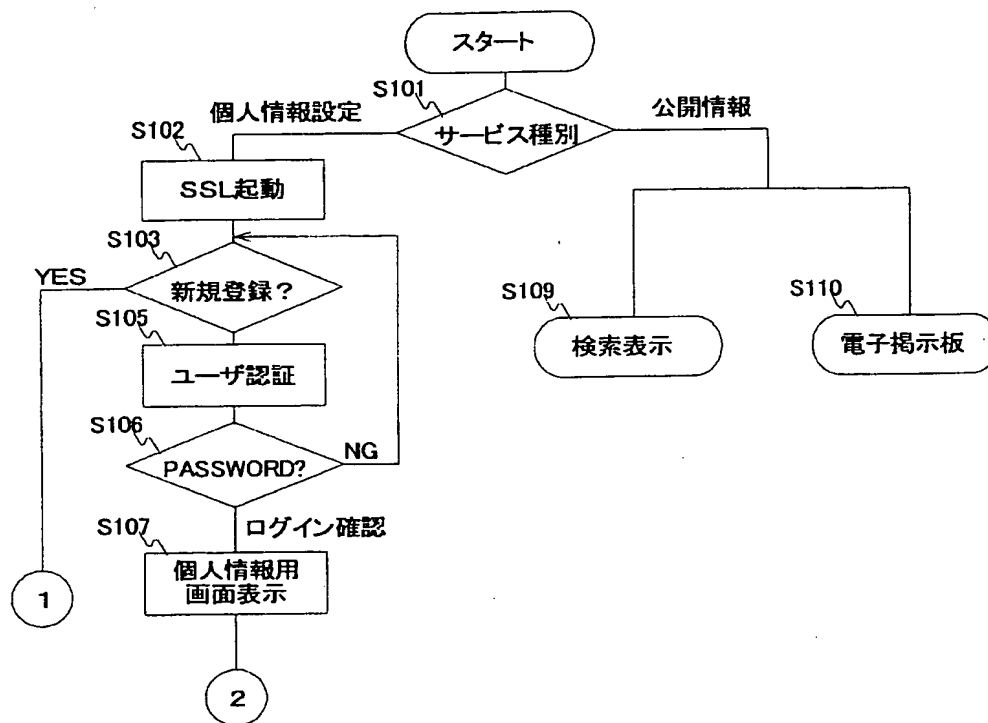 スタート
S101
個人情報設定
公開情報
サービス種別
S102
SSL起動
S103
YES
新規登録？
S109
S110
検索表示
電子掲示板
S105
ユーザ認証
S106
NG
PASSWORD?
S107
ログイン確認
個人情報用
画面表示
1
2